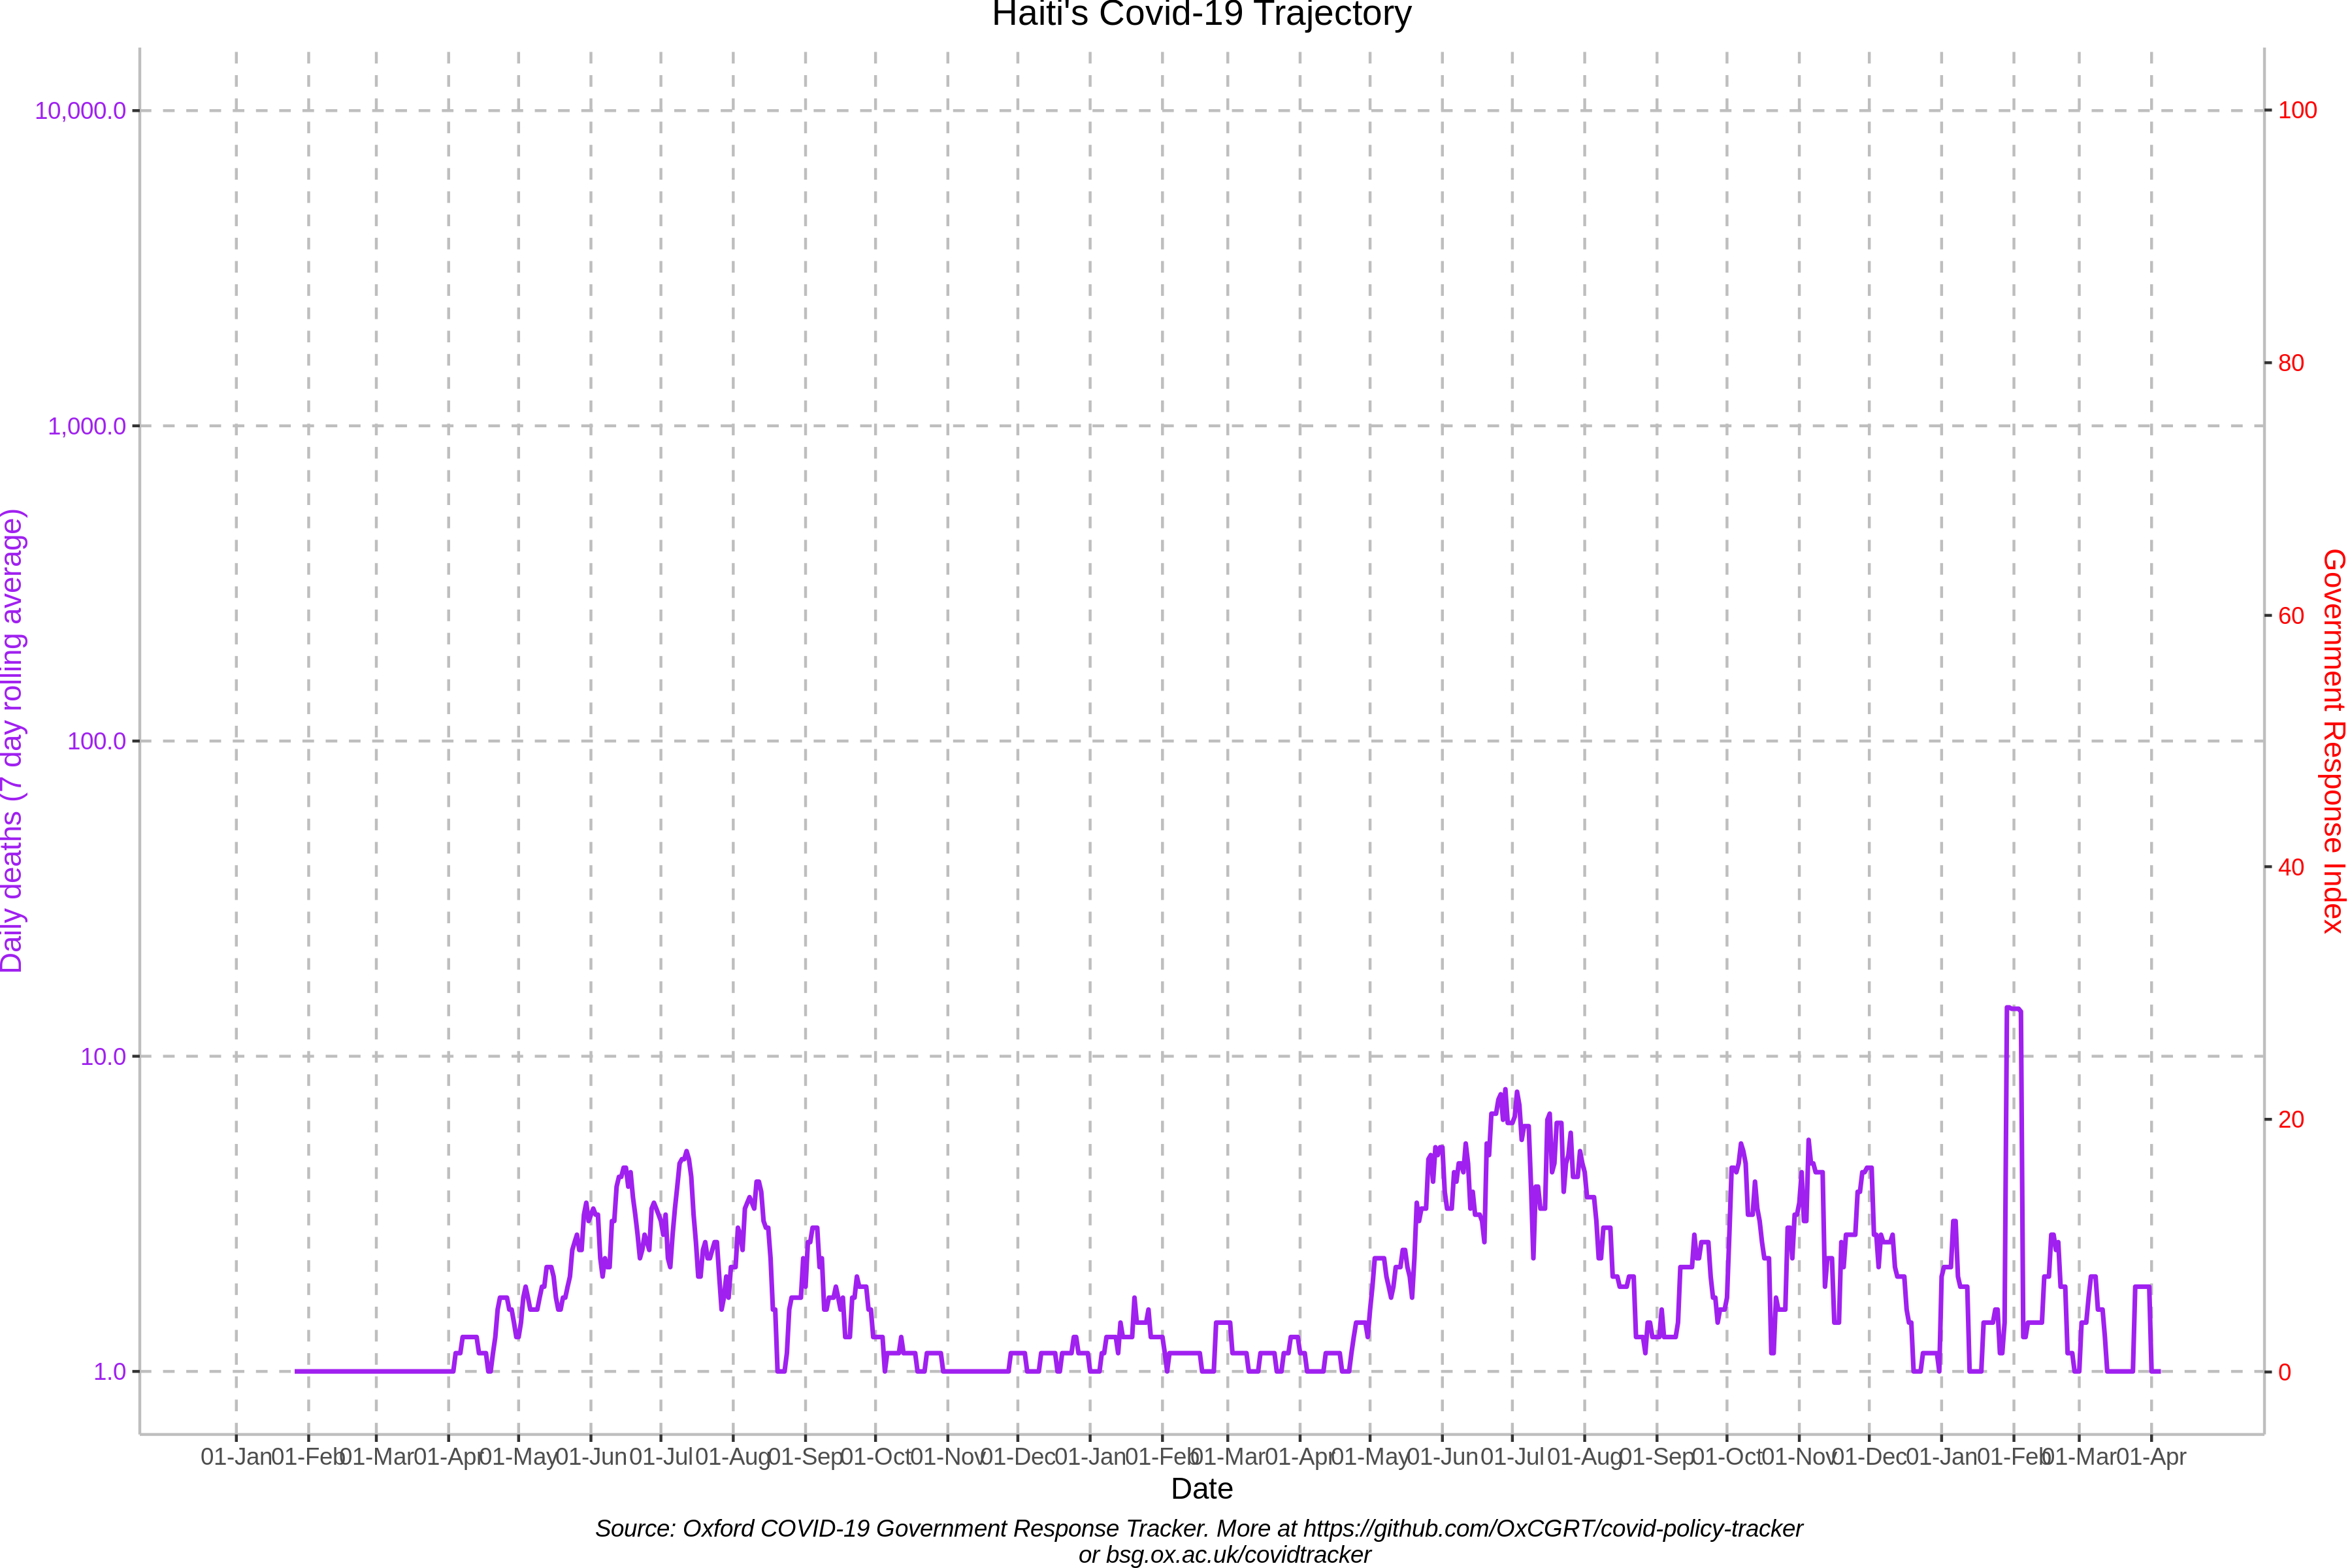 Haiti's Covid-19 Trajectory
10,000.0
1,000.0
100.0
10.0
1.0
Daily deaths (7 day rolling average)
100
80
60
40
20
0
Government Response Index
01-Jan 01-Feb 01-Mar 01-Apr 01-May 01-Jun 01-Jul 01-Aug 01-Sep 01-Oct 01-Nov 01-Dec 01-Jan 01-Feb 01-Mar 01-Apr 01-May 01-Jun 01-Jul 01-Aug 01-Sep 01-Oct 01-Nov 01-Dec 01-Jan 01-Feb 01-Mar 01-Apr
Date
Source: Oxford COVID-19 Government Response Tracker. More at https://github.com/OxCGRT/covid-policy-tracker
or bsg.ox.ac.uk/covidtracker